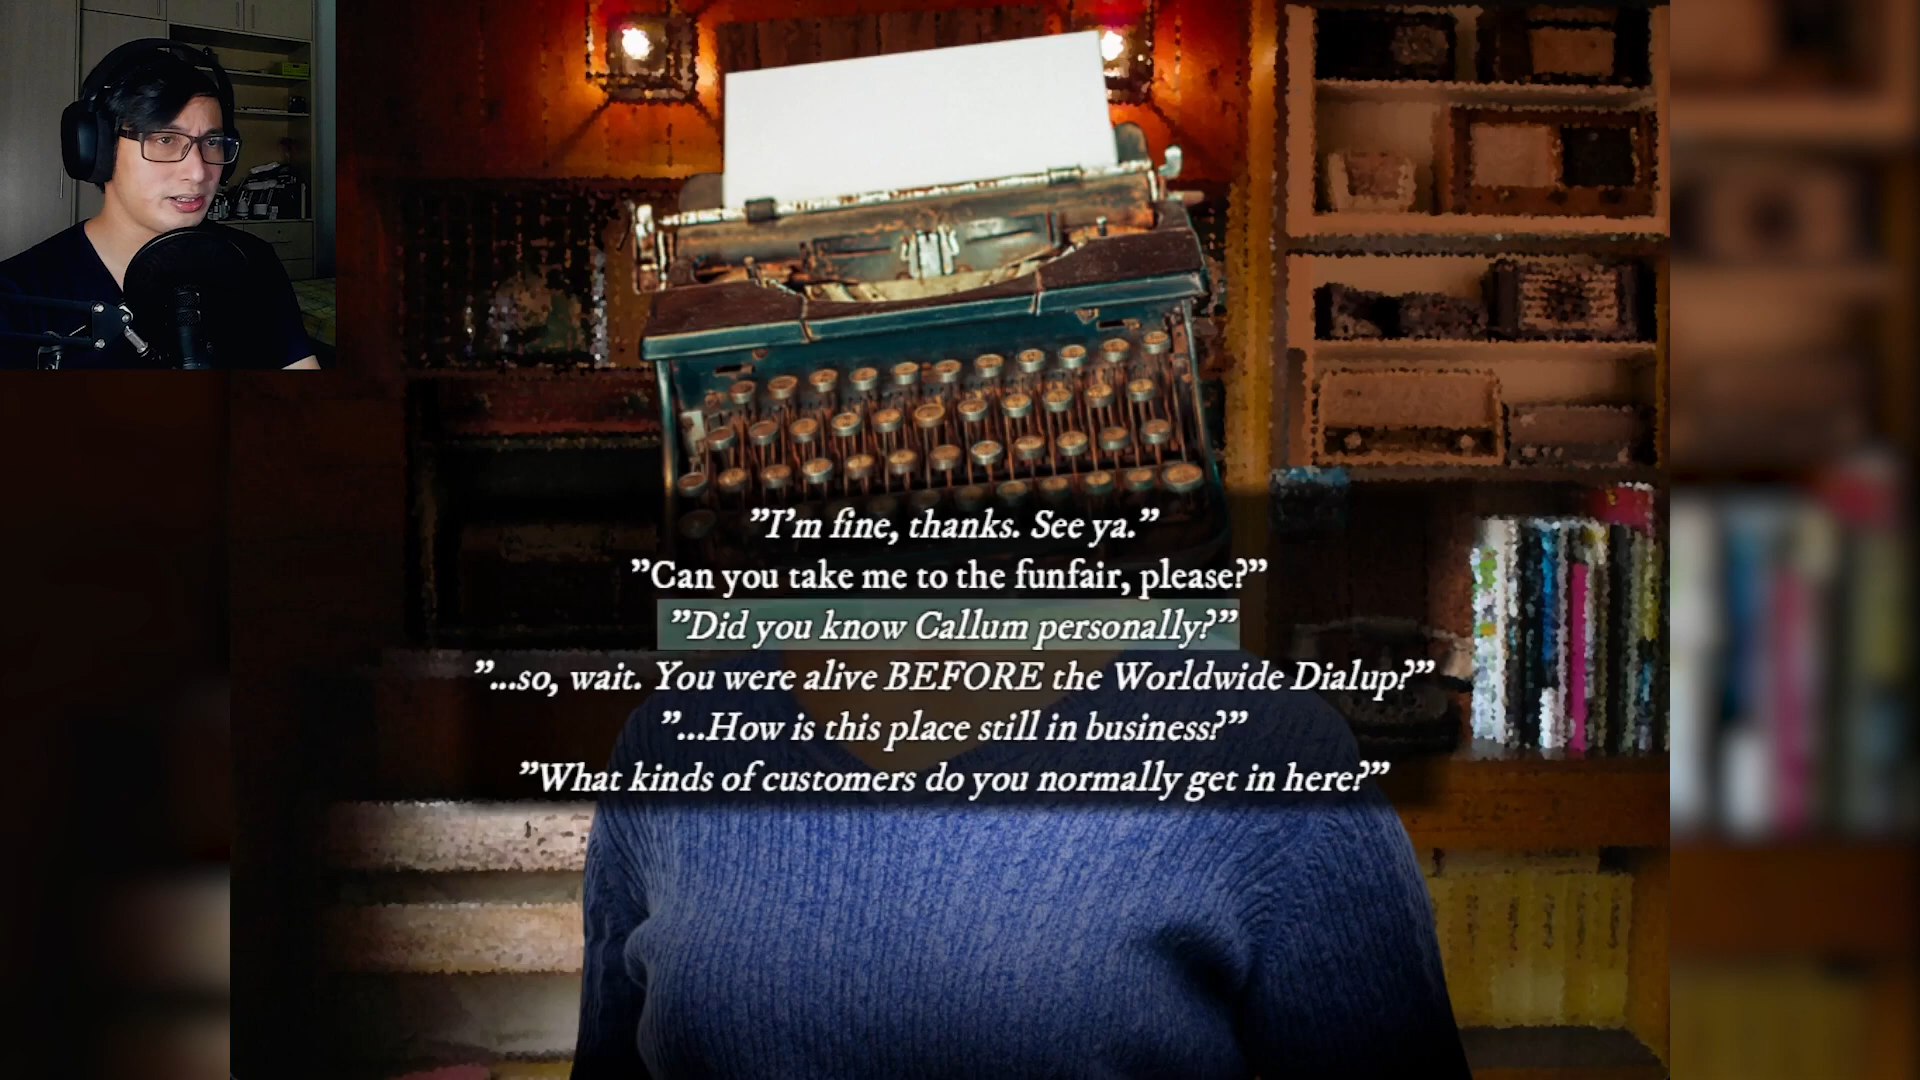 ”I’m fine, thanks. See ya.”
”Can you take me to the funfair, please?”
”Did you know Callum personally?”
”...so, wait. You were alive BEFORE the Worldwide Dialup?”
”...How is this place still in business?”
”What kinds of customers do you normally get in here?”